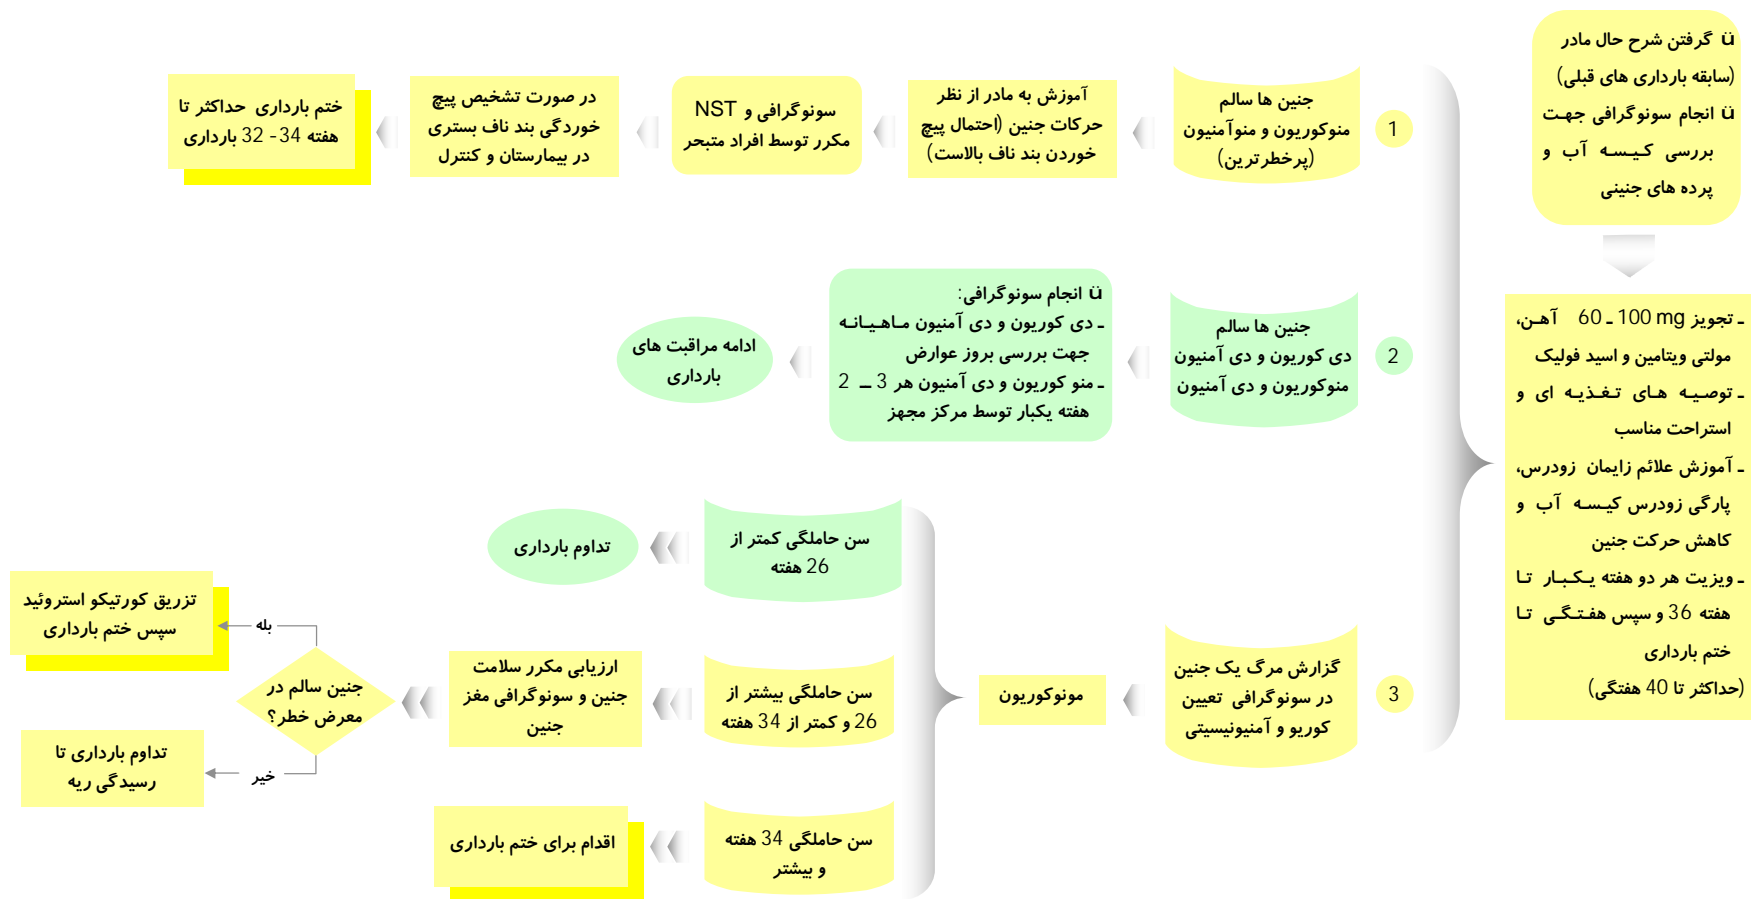 ü گرفتن شرح حال مادر
(سابقه بارداری های قبلی)
ü انجام سونوگرافی جهت
بررسی کیسه آب و
پرده های جنینی
ـ تجویز 100 mg ـ 60 آهن،
مولتی ویتامین و اسید فولیک
ـ توصیه های تغذیه ای و
استراحت مناسب
ـ آموزش علائم زایمان زودرس،
پارگی زودرس کیسه آب و
کاهش حرکت جنین
ـ ویزیت هر دو هفته یکبار تا
هفته 36 و سپس هفتگی تا
ختم بارداری
(حداکثر تا 40 هفتگی)
1
جنین ها سالم
منوکوریون و منوآمنیون
(پرخطرترین)
آموزش به مادر از نظر
حرکات جنین (احتمال پیچ
خوردن بند ناف بالاست)
سونوگرافی و NST
مکرر توسط افراد متبحر
در صورت تشخیص پیچ
خوردگی بند ناف بستری
در بیمارستان و کنترل
ختم بارداری حداکثر تا
هفته 34 - 32 بارداری
2
جنین ها سالم
دی کوریون و دی آمنیون
منوکوریون و دی آمنیون
ü انجام سونوگرافی:
ـ دی کوریون و دی آمنیون ماهیانه
جهت بررسی بروز عوارض
ـ منو کوریون و دی آمنیون هر 3 ــ 2
هفته یکبار توسط مرکز مجهز
ادامه مراقبت های
بارداری
3
گزارش مرگ یک جنین
در سونوگرافی تعیین
کوریو و آمنیونیسیتی
مونوکوریون
سن حاملگی کمتر از
26 هفته
تداوم بارداری
سن حاملگی بیشتر از
26 و کمتر از 34 هفته
ارزیابی مکرر سلامت
جنین و سونوگرافی مغز
جنین
جنین سالم در
معرض خطر؟
بله
تزریق کورتیکو استروئید
سپس ختم بارداری
خیر
تداوم بارداری تا
رسیدگی ریه
سن حاملگی 34 هفته
و بیشتر
اقدام برای ختم بارداری